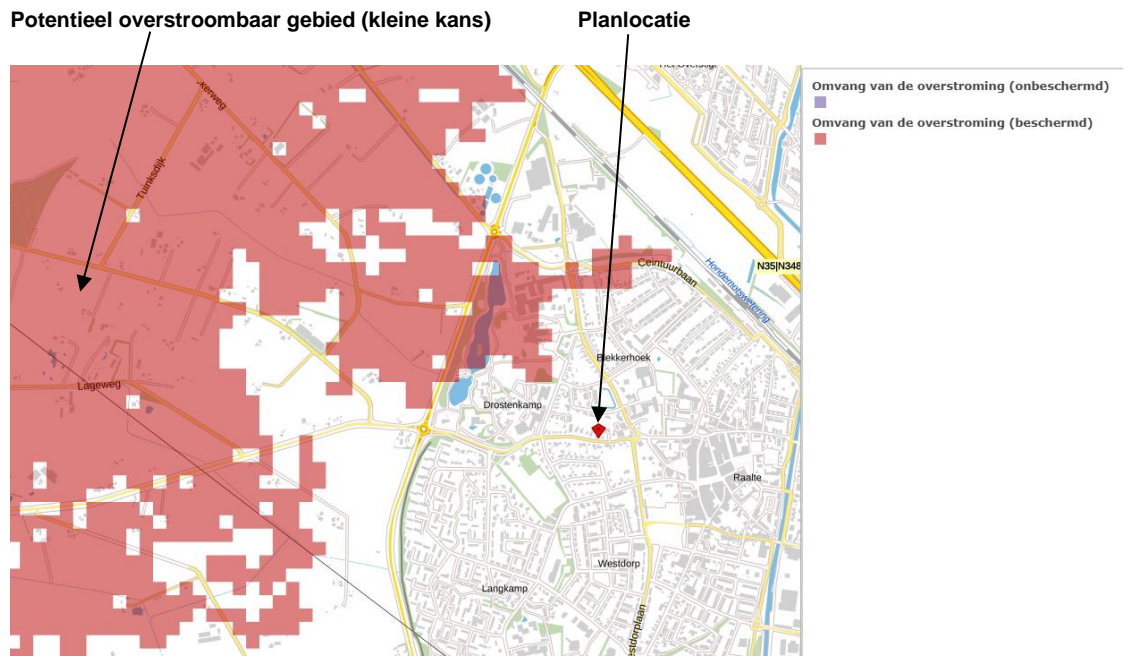 Potentieel overstroombaar gebied (kleine kans)
Planlocatie
Omvang van de overstroming (onbeschermd)
Omvang van de overstroming (beschermd)
Tuinksdijk
Ceintuurbaan
N35|N348
Hondemotswetering
Blekkerhoek
Lageweg
Drostenkamp
Raalte
Westdorp
Langkamp